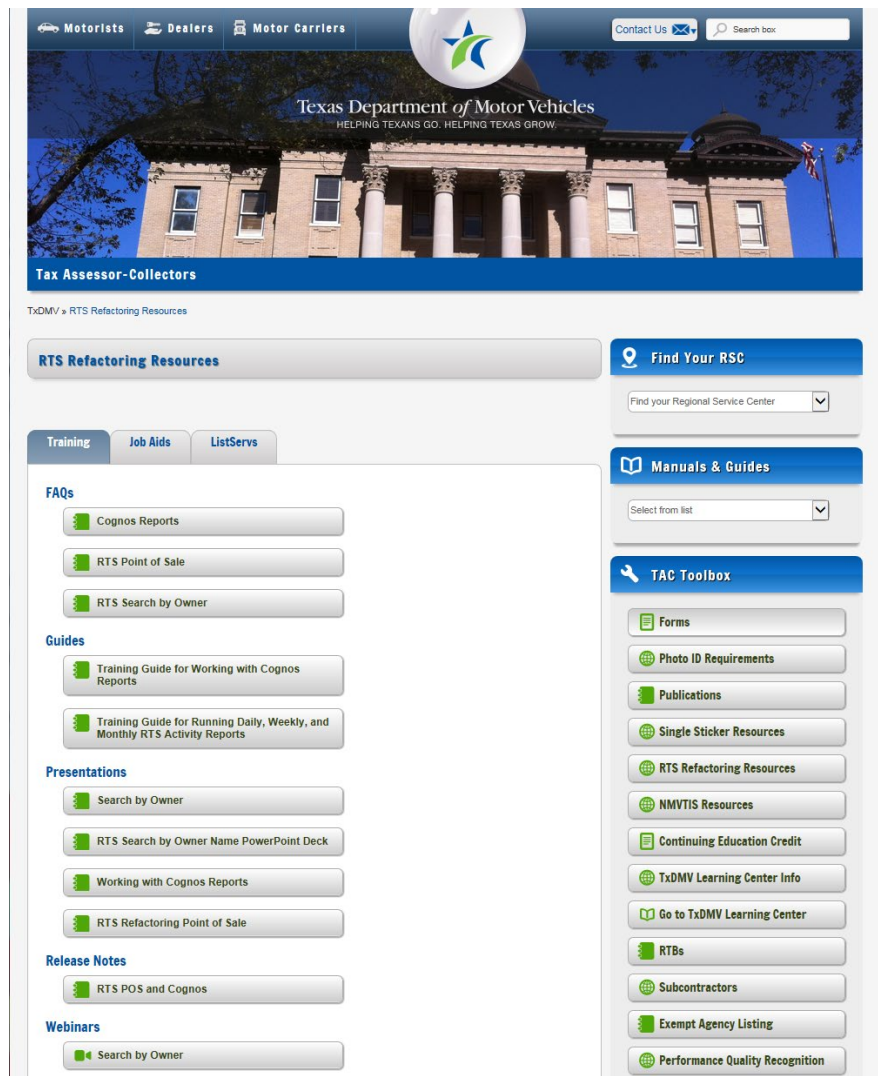 Motorists
Dealers
Motor Carriers
Contact Us
Search box
Texas Department of Motor Vehicles
HELPING TEXANS GO. HELPING TEXAS GROW.
Tax Assessor-Collectors
TxDMV » RTS Refactoring Resources
RTS Refactoring Resources
Training
Job Aids
ListServs
FAQs
Cognos Reports
RTS Point of Sale
RTS Search by Owner
Guides
Training Guide for Working with Cognos
Reports
Training Guide for Running Daily, Weekly, and
Monthly RTS Activity Reports
Presentations
Search by Owner
RTS Search by Owner Name PowerPoint Deck
Working with Cognos Reports
RTS Refactoring Point of Sale
Release Notes
RTS POS and Cognos
Webinars
Search by Owner
Find Your RSC
Find your Regional Service Center
Manuals & Guides
Select from list
TAC Toolbox
Forms
Photo ID Requirements
Publications
Single Sticker Resources
RTS Refactoring Resources
NMVTIS Resources
Continuing Education Credit
TxDMV Learning Center Info
Go to TxDMV Learning Center
RTBs
Subcontractors
Exempt Agency Listing
Performance Quality Recognition